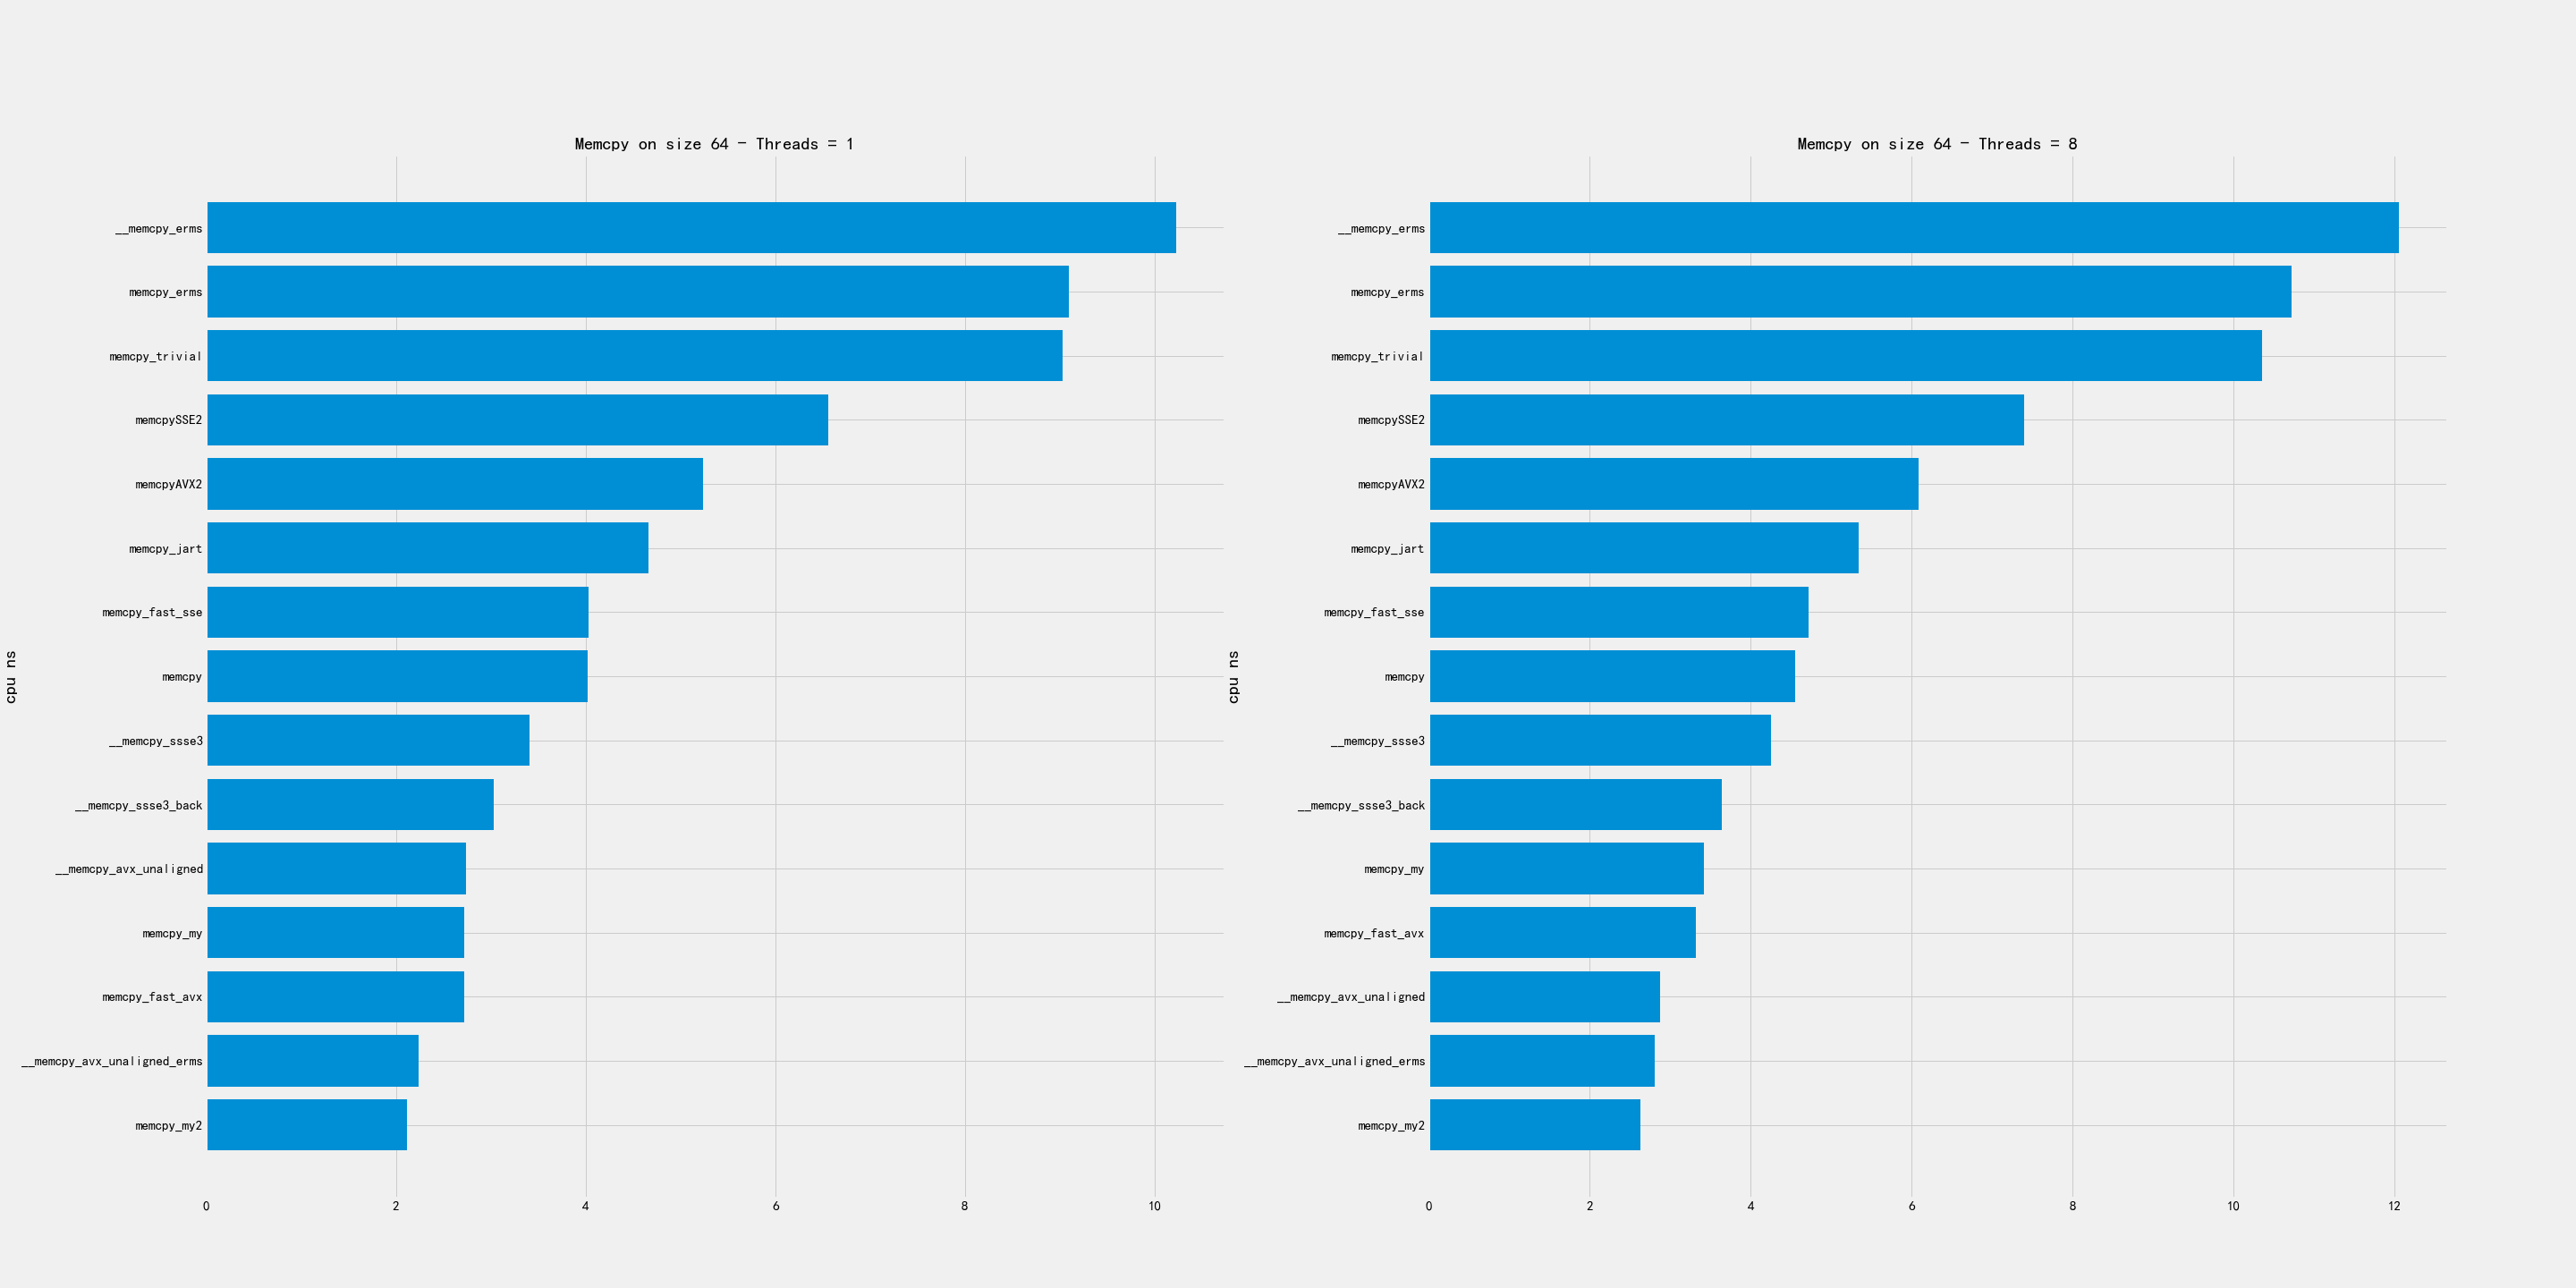 Memcpy on size 64 - Threads = 1
__memcpy_erms
memcpy_erms
memcpy_trivial
memcpySSE2
memcpyAVX2
memcpy_jart
memcpy_fast_sse
memcpy
__memcpy_ssse3
__memcpy_ssse3_back
__memcpy_avx_unaligned
memcpy_my
memcpy_fast_avx
__memcpy_avx_unaligned_erms
memcpy_my2
cpu ns
0 2 4 6 8 10
Memcpy on size 64 - Threads = 8
__memcpy_erms
memcpy_erms
memcpy_trivial
memcpySSE2
memcpyAVX2
memcpy_jart
memcpy_fast_sse
memcpy
__memcpy_ssse3
__memcpy_ssse3_back
memcpy_my
memcpy_fast_avx
__memcpy_avx_unaligned
__memcpy_avx_unaligned_erms
memcpy_my2
cpu ns
0 2 4 6 8 10 12